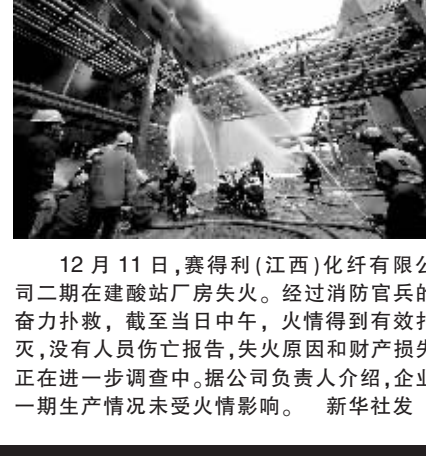 12 月 11 日,赛得利(江西)化纤有限公
司二期在建酸站厂房失火。经过消防官兵的
奋力扑救，截至当日中午，火情得到有效扑
灭,没有人员伤亡报告,失火原因和财产损失
正在进一步调查中。据公司负责人介绍,企业
一期生产情况未受火情影响。 新华社发